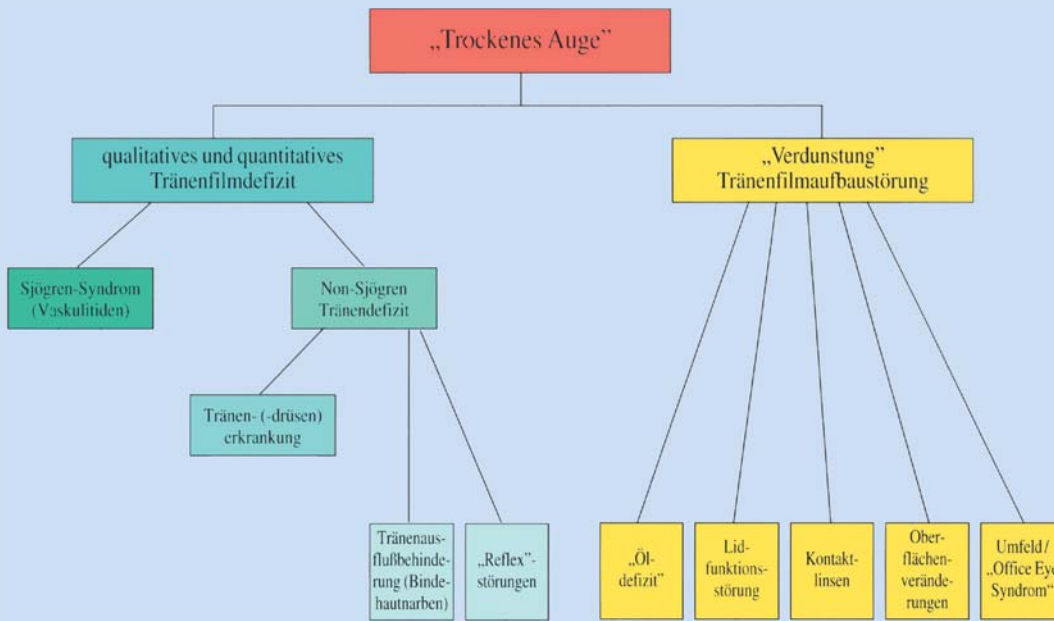 „Trockenes Auge”
qualitatives und quantitatives
Tränenfilmdefizit
„Verdunstung”
Tränenfilmaufbaustörung
Sjögren-Syndrom
(Vaskulitiden)
Non-Sjögren
Tränendefizit
Tränen- (-drüsen)
erkrankung
Tränenaus-
flußbehinde-
rung (Binde-
hautnarben)
„Reflex”-
störungen
„Öl-
defizit”
Lid-
funktions-
störung
Kontakt-
linsen
Ober-
flächen-
verände-
rungen
Umfeld /
„Office Eye
Syndrom“